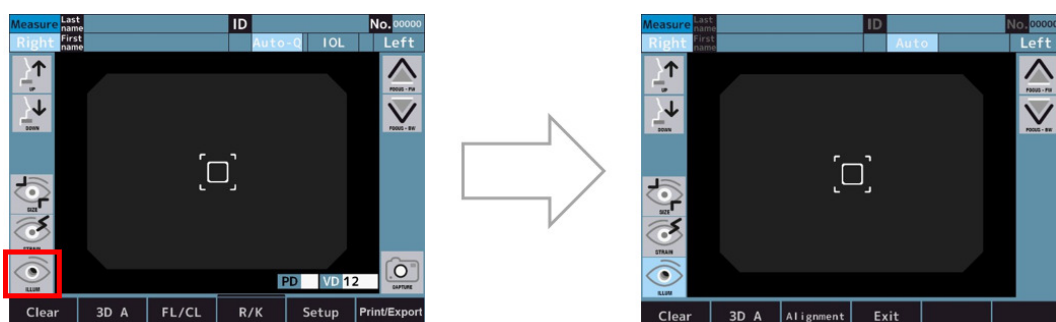 Measure Last name ID No. 00000
Right First name Auto-Q IOL Left
UP
FOCUS - FW
DOWN
FOCUS - BW
SIZE
STRAIN
ILLUM
CAPTURE
PD VD 12
Clear 3D A FL/CL R/K Setup Print/Export
Measure Last name ID No. 00000
Right First name Auto Left
UP
FOCUS - FW
DOWN
FOCUS - BW
SIZE
STRAIN
ILLUM
Clear 3D A Alignment Exit